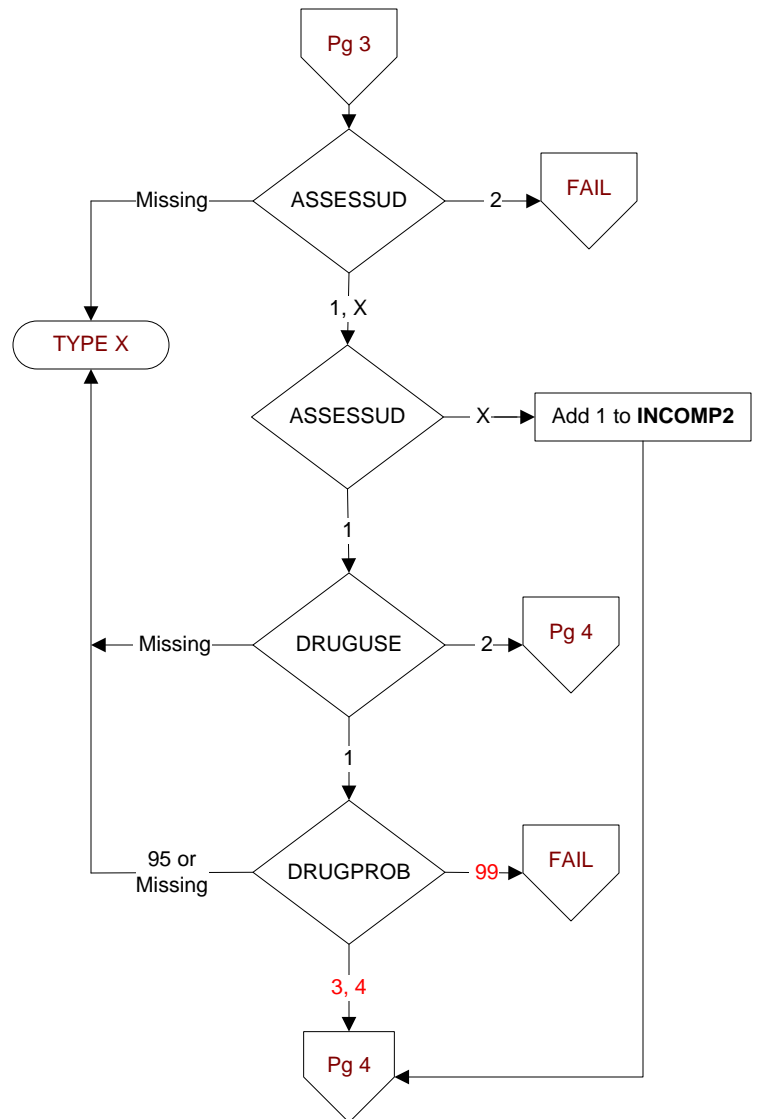 Pg 3
Missing
ASSESSUD
2
FAIL
1, X
TYPE X
ASSESSUD
X
Add 1 to INCOMP2
1
Missing
DRUGUSE
2
Pg 4
1
95 or
Missing
DRUGPROB
99
FAIL
3, 4
Pg 4